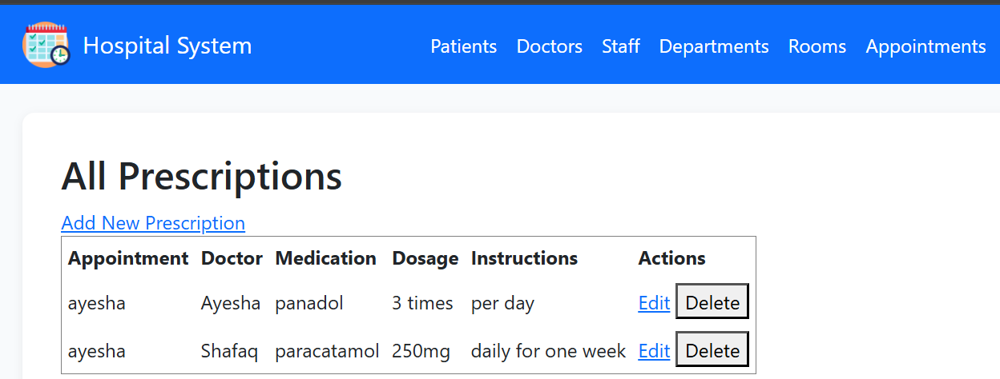 Hospital System Patients Doctors Staff Departments Rooms Appointments
All Prescriptions
Add New Prescription
Appointment Doctor Medication Dosage Instructions Actions
ayesha Ayesha panadol 3 times per day Edit Delete
ayesha Shafaq paracatamol 250mg daily for one week Edit Delete